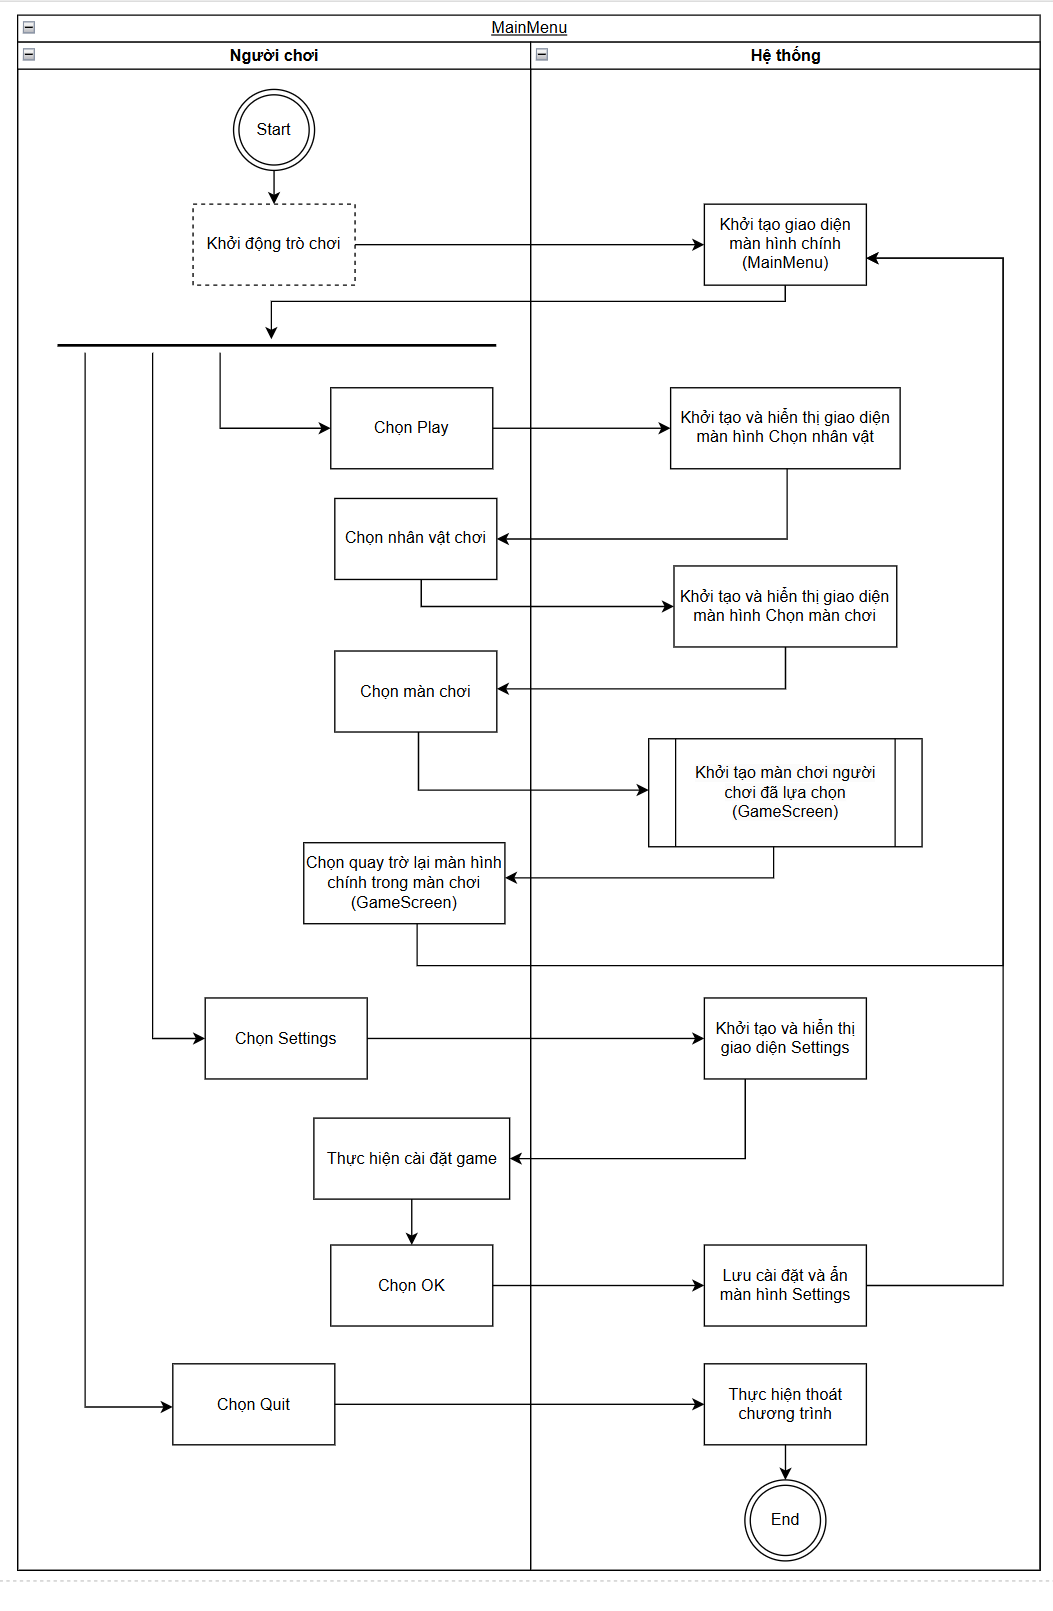 MainMenu
Người chơi
Hệ thống
Start
Khởi động trò chơi
Khởi tạo giao diện
màn hình chính
(MainMenu)
Chọn Play
Khởi tạo và hiển thị giao diện
màn hình Chọn nhân vật
Chọn nhân vật chơi
Khởi tạo và hiển thị giao diện
màn hình Chọn màn chơi
Chọn màn chơi
Khởi tạo màn chơi người
chơi đã lựa chọn
(GameScreen)
Chọn quay trờ lại màn hình
chính trong màn chơi
(GameScreen)
Chọn Settings
Khởi tạo và hiển thị
giao diện Settings
Thực hiện cài đặt game
Chọn OK
Lưu cài đặt và ẩn
màn hình Settings
Chọn Quit
Thực hiện thoát
chương trình
End